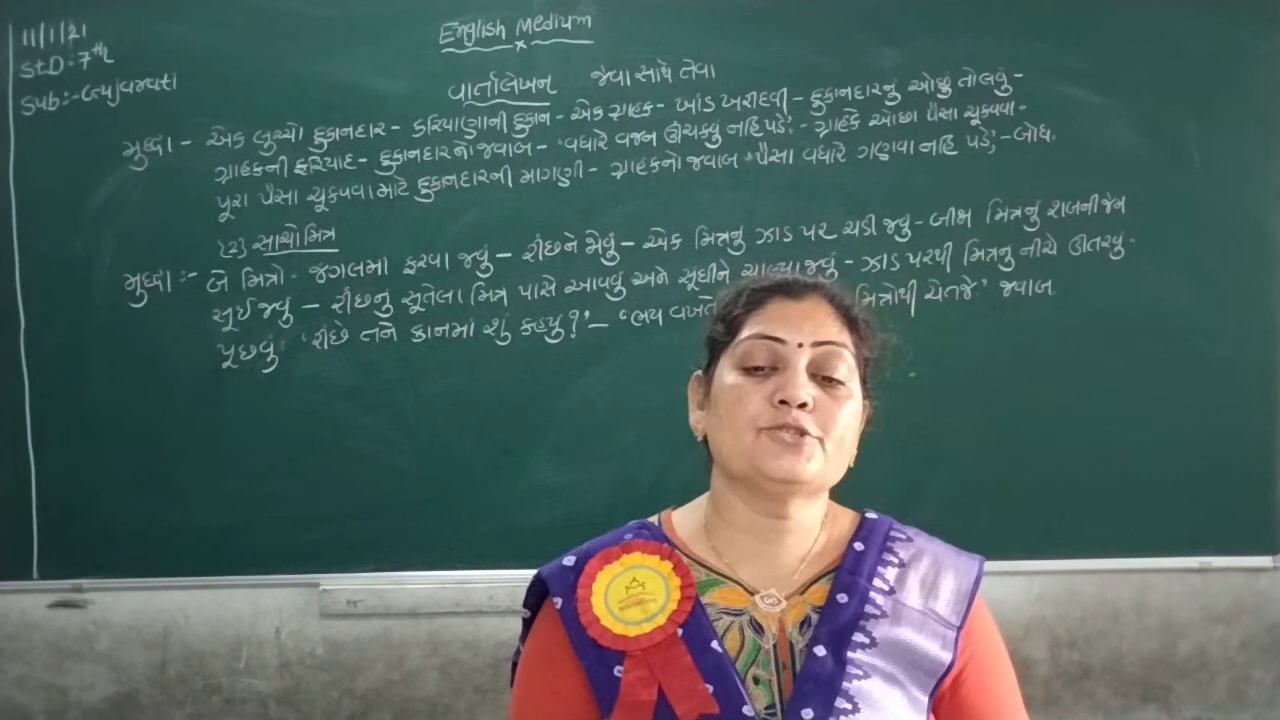 11/1/21
STD:-7th
Sub:-Gujarati
English Medium
વાર્તાલેખન જેવા સાથે તેવા
મુદ્દા :- એક લુચ્ચો દુકાનદાર - કરિયાણાની દુકાન - એક ગ્રાહક - ખાંડ ખરીદવી - દુકાનદારનું ઓછું તોલવું -
ગ્રાહકની ફરિયાદ - દુકાનદારનો જવાબ - 'વધારે વજન ઊંચકવું નહિ પડે.' - ગ્રાહકે ઓછા પૈસા ચૂકવવા -
પૂરા પૈસા ચૂકવવા માટે દુકાનદારની માગણી - ગ્રાહકનો જવાબ 'પૈસા વધારે ગણવા નહિ પડે,' - બોધ.
(2) સાચો મિત્ર
મુદ્દા :- બે મિત્રો - જંગલમાં ફરવા જવું - રીંછને જોવું - એક મિત્રનું ઝાડ પર ચડી જવું - બીજા મિત્રનું શબની જેમ
સૂઈ જવું - રીંછનું સૂતેલા મિત્ર પાસે આવવું અને સૂંઘીને ચાલ્યા જવું - ઝાડ પરથી મિત્રનું નીચે ઊતરવું -
પૂછવું 'રીંછે તને કાનમાં શું કહ્યું?' - 'ભય વખતે મિત્રોથી ચેતજે.' જવાબ